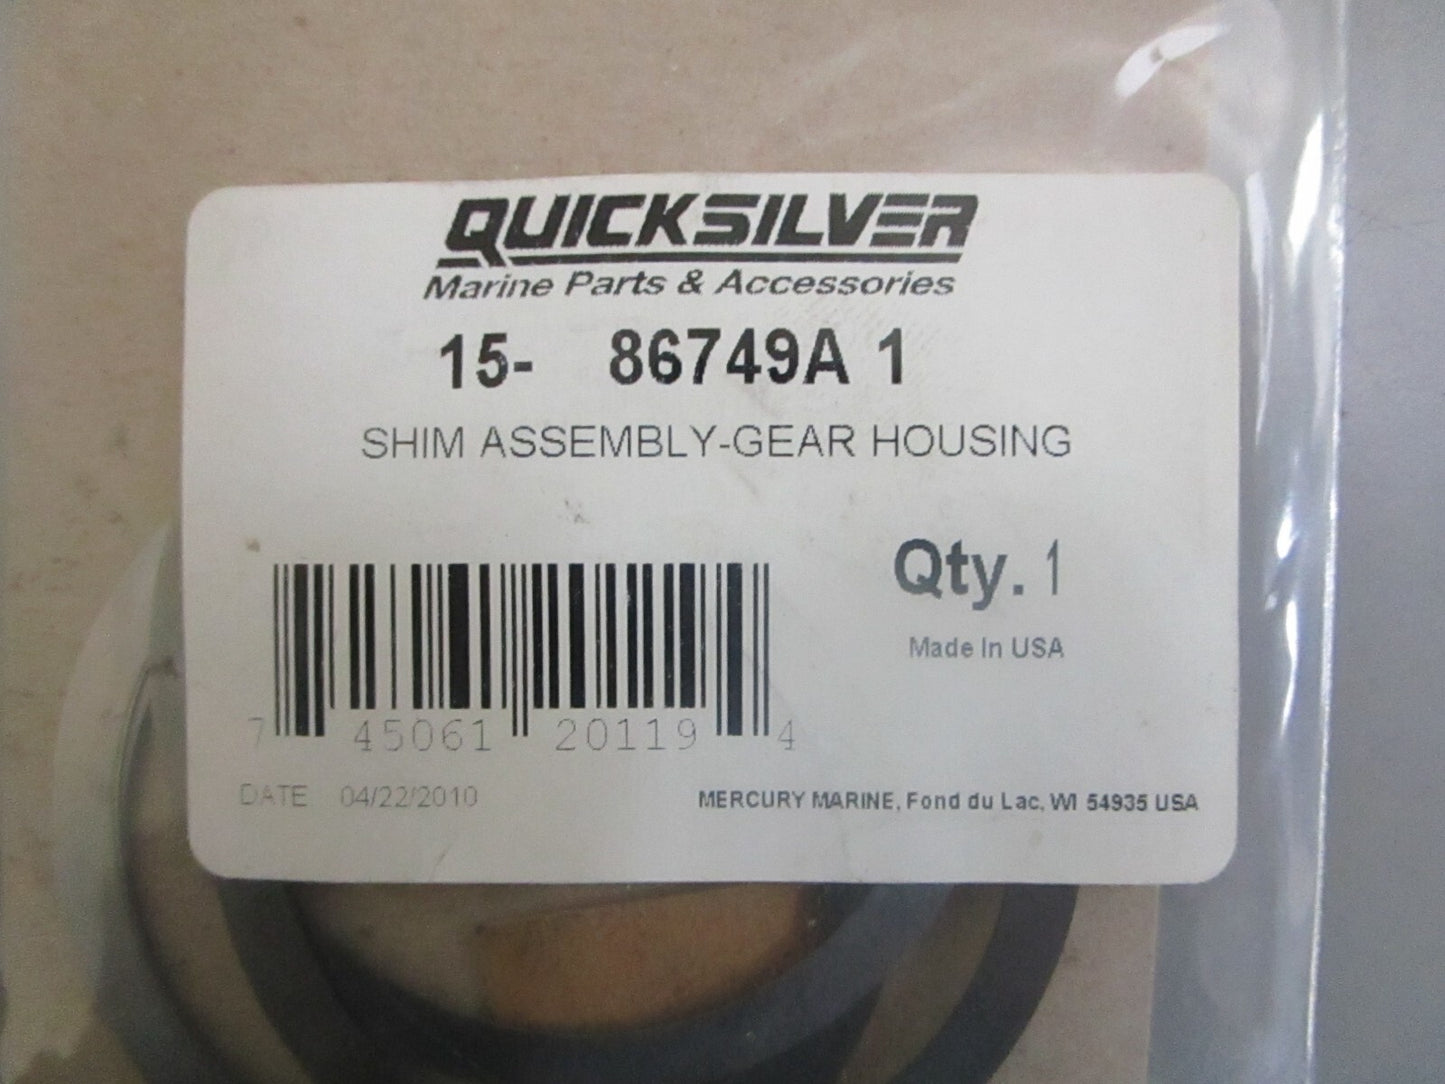 QUICKSILVER
Marine Parts & Accessories
15- 86749A 1
SHIM ASSEMBLY-GEAR HOUSING
Qty. 1
Made In USA
7 45061 20119 4
DATE 04/22/2010
MERCURY MARINE, Fond du Lac, WI 54935 USA